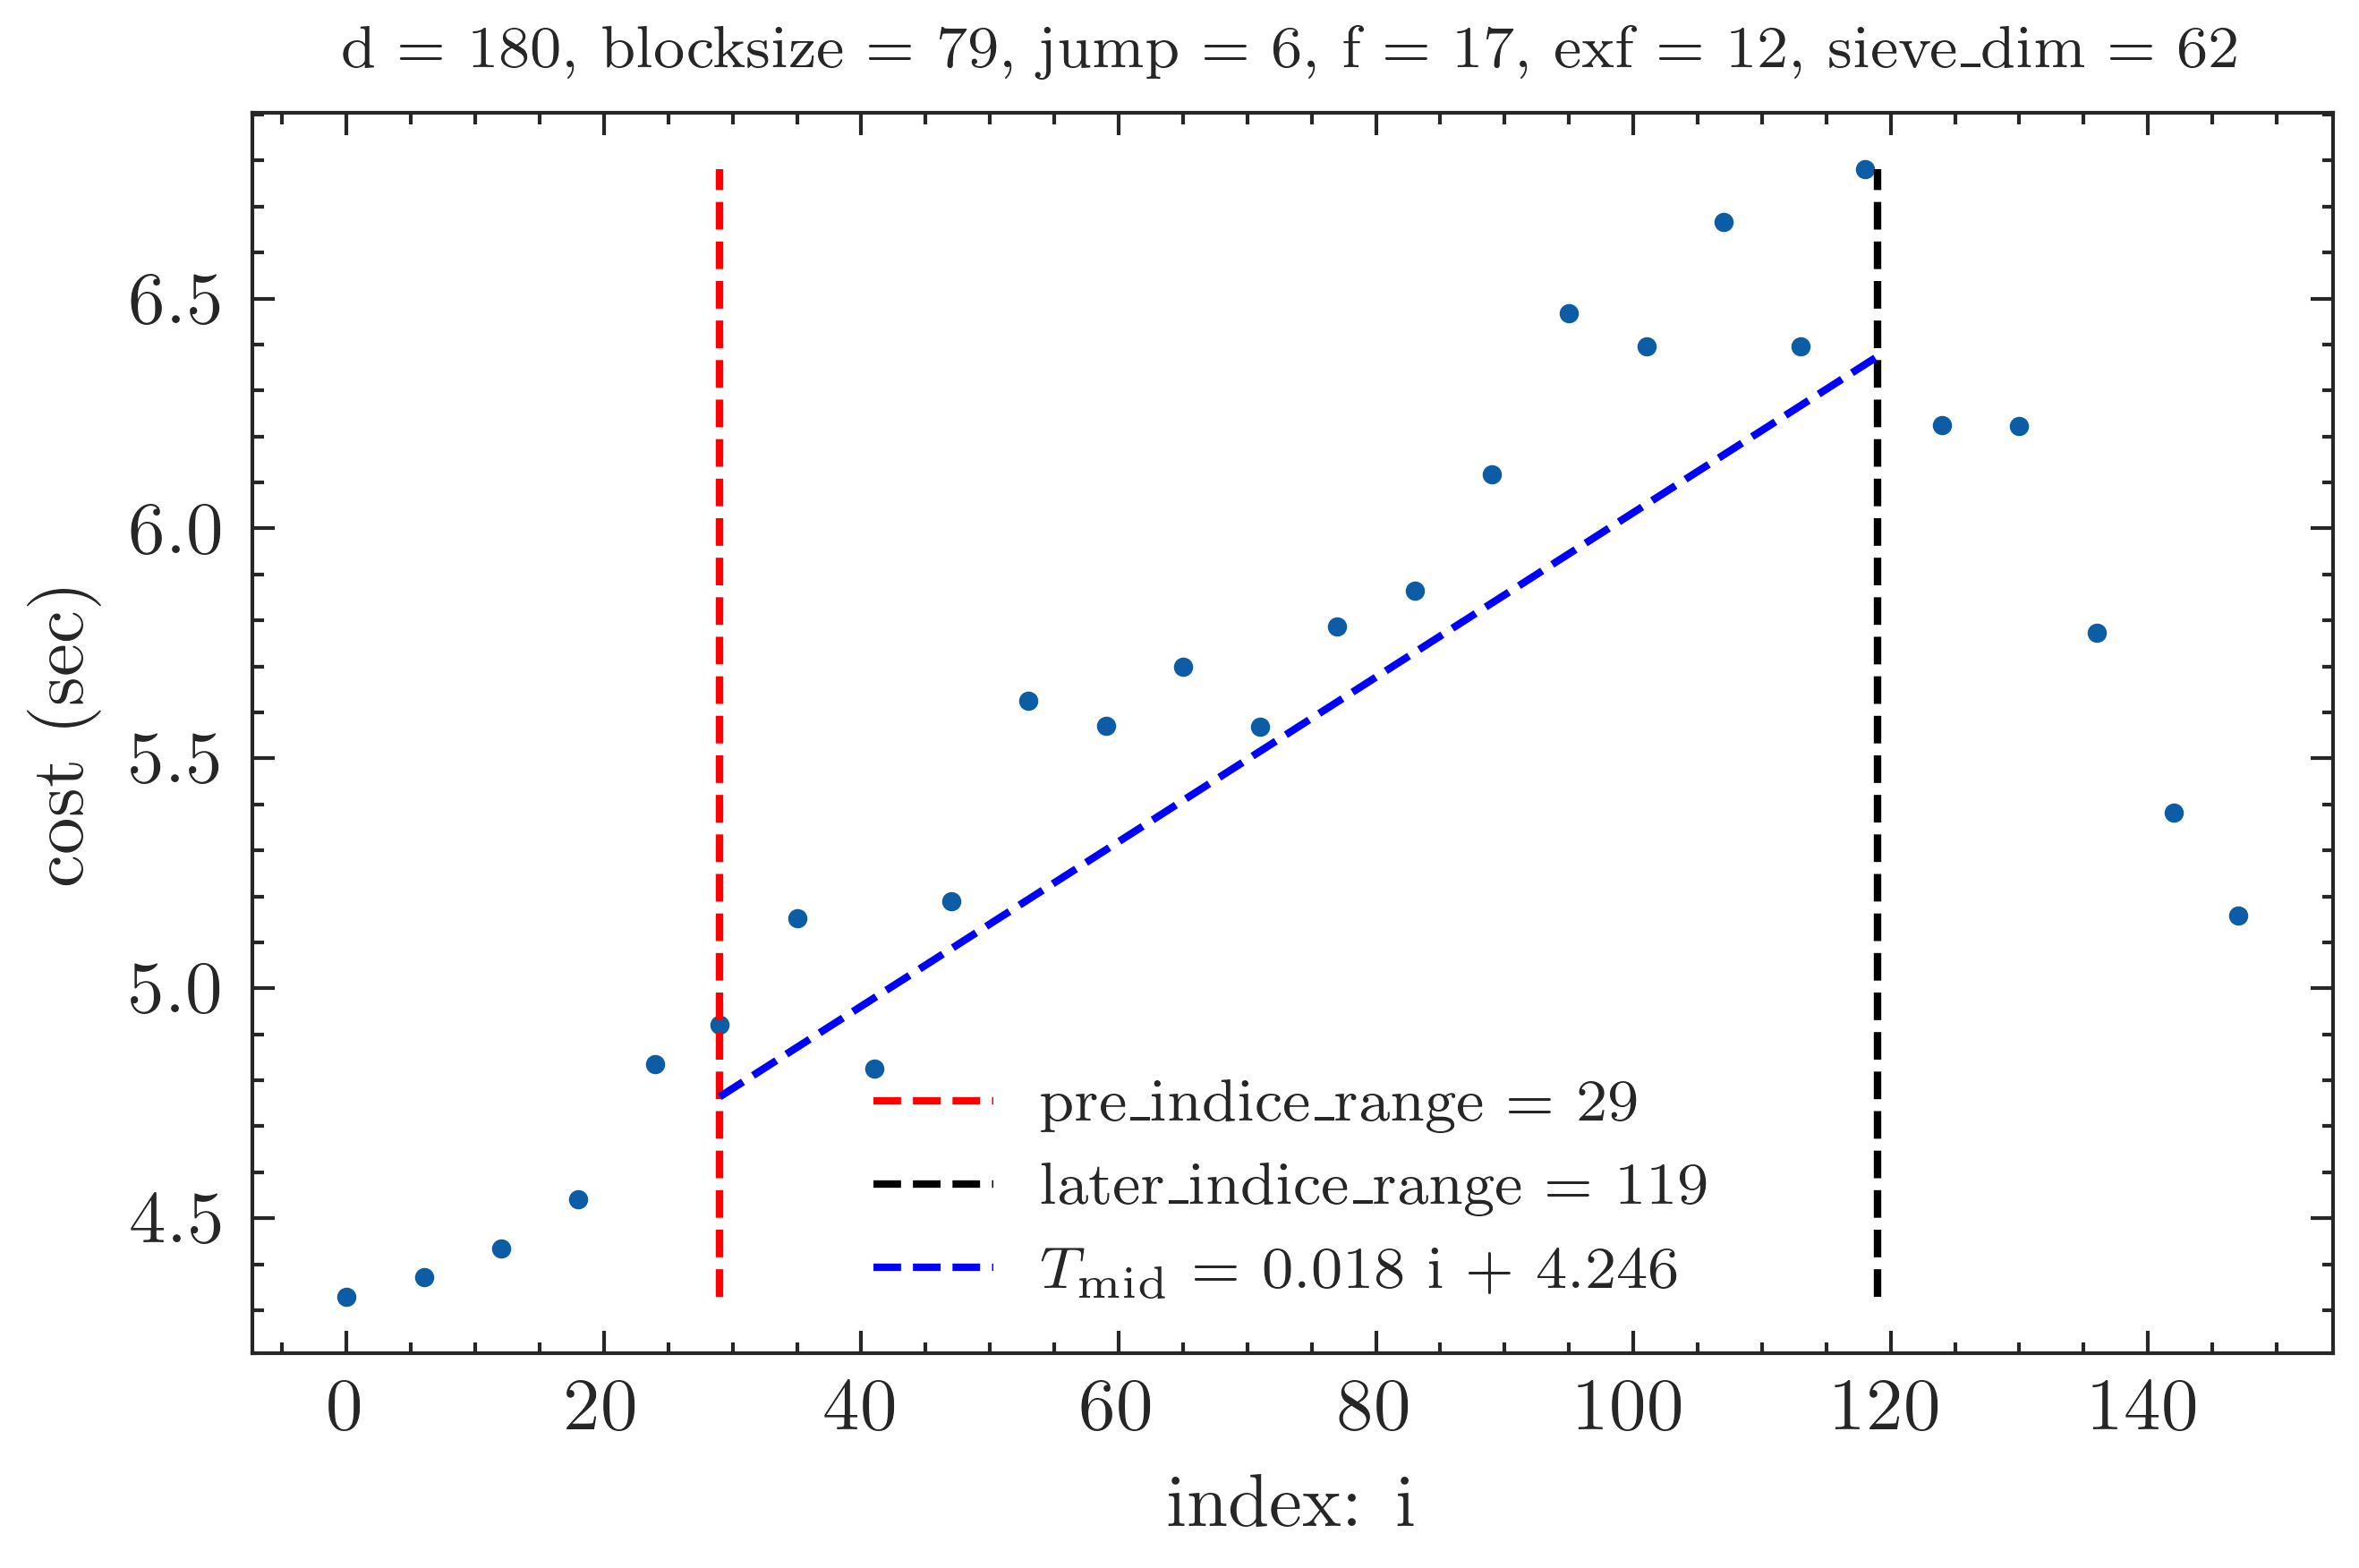 d = 180, blocksize = 79, jump = 6, f = 17, exf = 12, sieve_dim = 62
cost (sec)
6.5
6.0
5.5
5.0
4.5
pre_indice_range = 29
later_indice_range = 119
T_mid = 0.018 i + 4.246
0 20 40 60 80 100 120 140
index: i